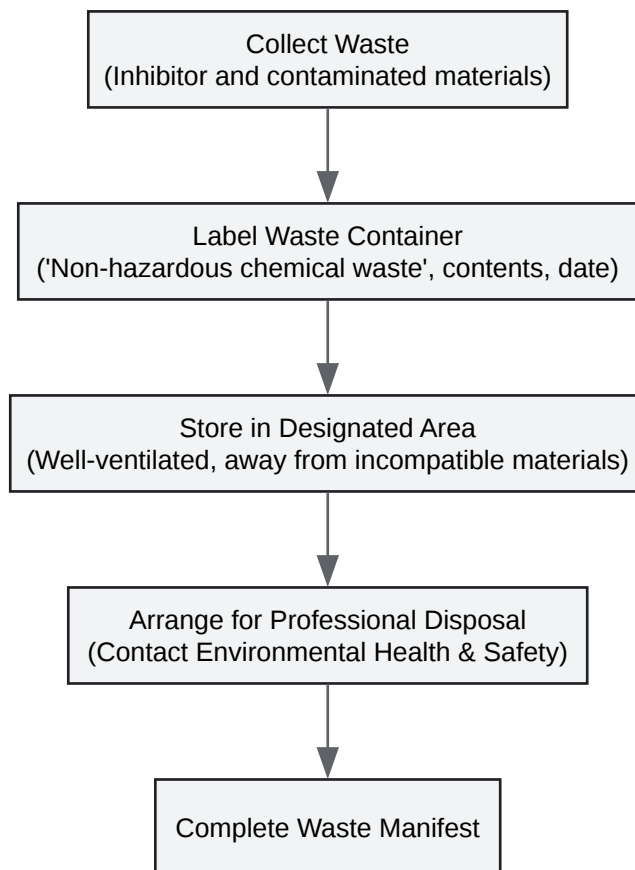 Collect Waste
(Inhibitor and contaminated materials)
Label Waste Container
('Non-hazardous chemical waste', contents, date)
Store in Designated Area
(Well-ventilated, away from incompatible materials)
Arrange for Professional Disposal
(Contact Environmental Health & Safety)
Complete Waste Manifest